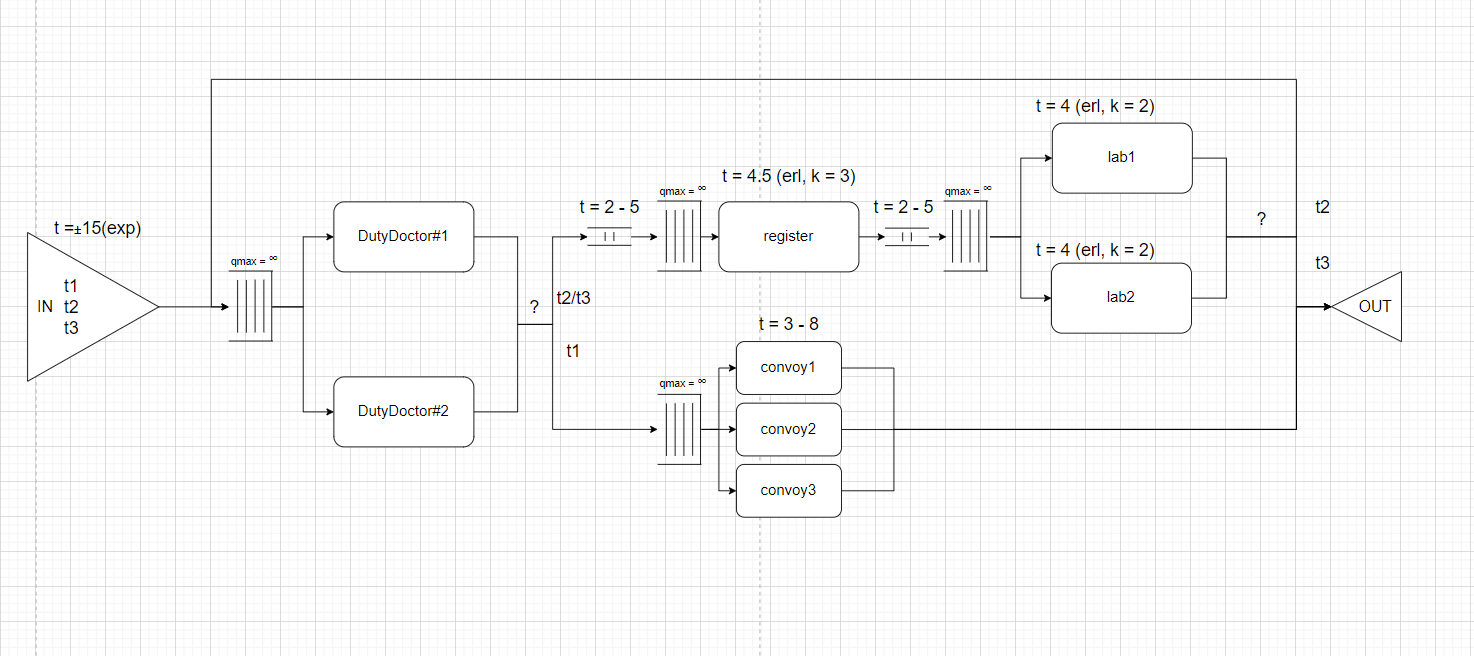 t = 4 (erl, k = 2)
lab1
t = 4.5 (erl, k = 3)
qmax = ∞
qmax = ∞
t = 2 - 5
t = 2 - 5
t2
?
t =±15(exp)
DutyDoctor#1
register
t = 4 (erl, k = 2)
qmax = ∞
t3
t1
IN t2
t3
t2/t3
?
lab2
OUT
t = 3 - 8
t1
convoy1
qmax = ∞
DutyDoctor#2
convoy2
convoy3